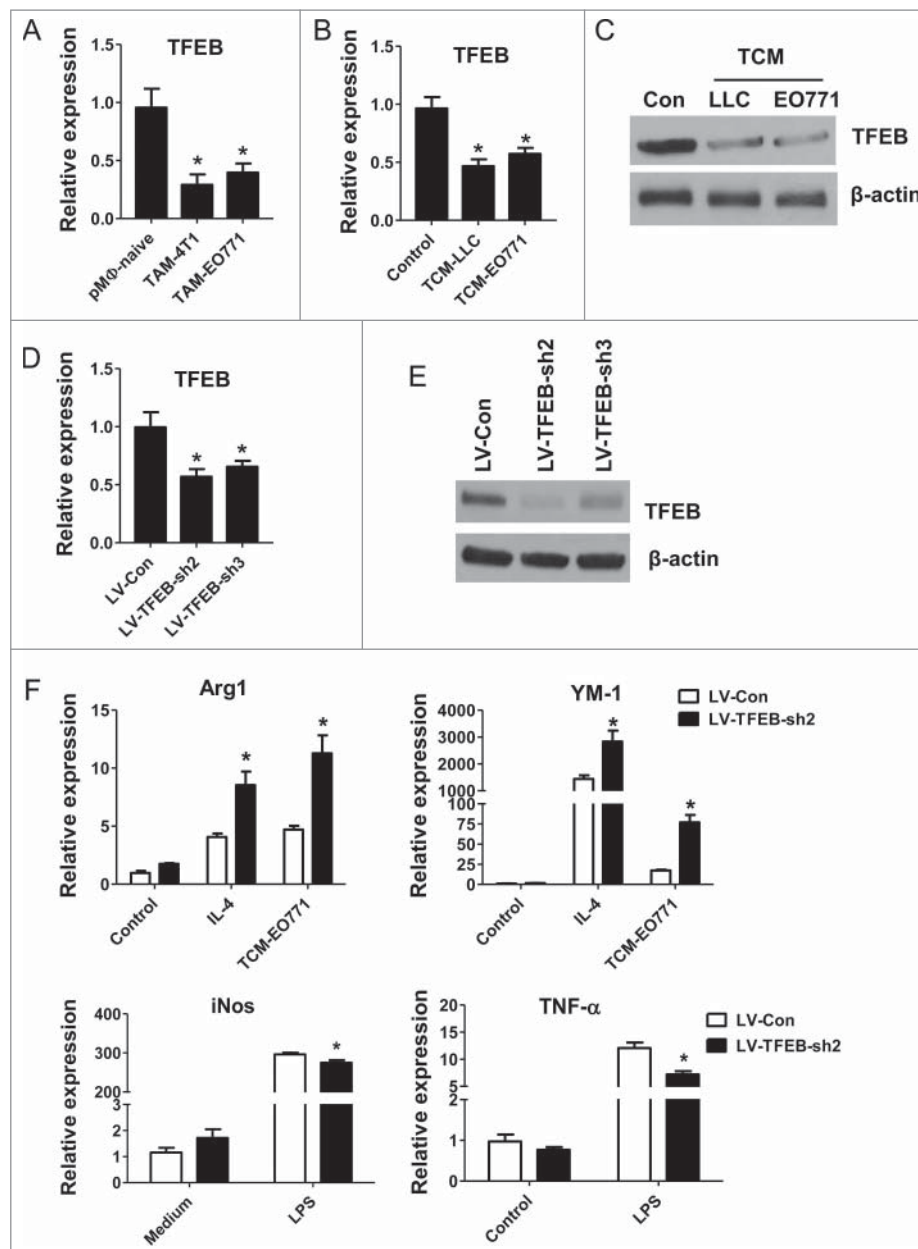 A
TFEB
Relative expression
1.5
1.0
0.5
0.0
*
*
pMΦ-naive
TAM-4T1
TAM-EO771
B
TFEB
Relative expression
1.5
1.0
0.5
0.0
*
*
Control
TCM-LLC
TCM-EO771
C
TCM
Con LLC EO771
TFEB
β-actin
D
TFEB
Relative expression
1.5
1.0
0.5
0.0
*
*
LV-Con
LV-TFEB-sh2
LV-TFEB-sh3
E
LV-Con
LV-TFEB-sh2
LV-TFEB-sh3
TFEB
β-actin
F
Arg1
Relative expression
15
10
5
0
*
*
Control
IL-4
TCM-EO771
YM-1
Relative expression
4000
3000
2000
1000
100
75
50
25
0
*
*
Control
IL-4
TCM-EO771
LV-Con
LV-TFEB-sh2
iNos
Relative expression
400
300
200
3
2
1
0
*
Medium
LPS
TNF-α
Relative expression
20
15
10
5
2
1
0
*
Control
LPS
LV-Con
LV-TFEB-sh2